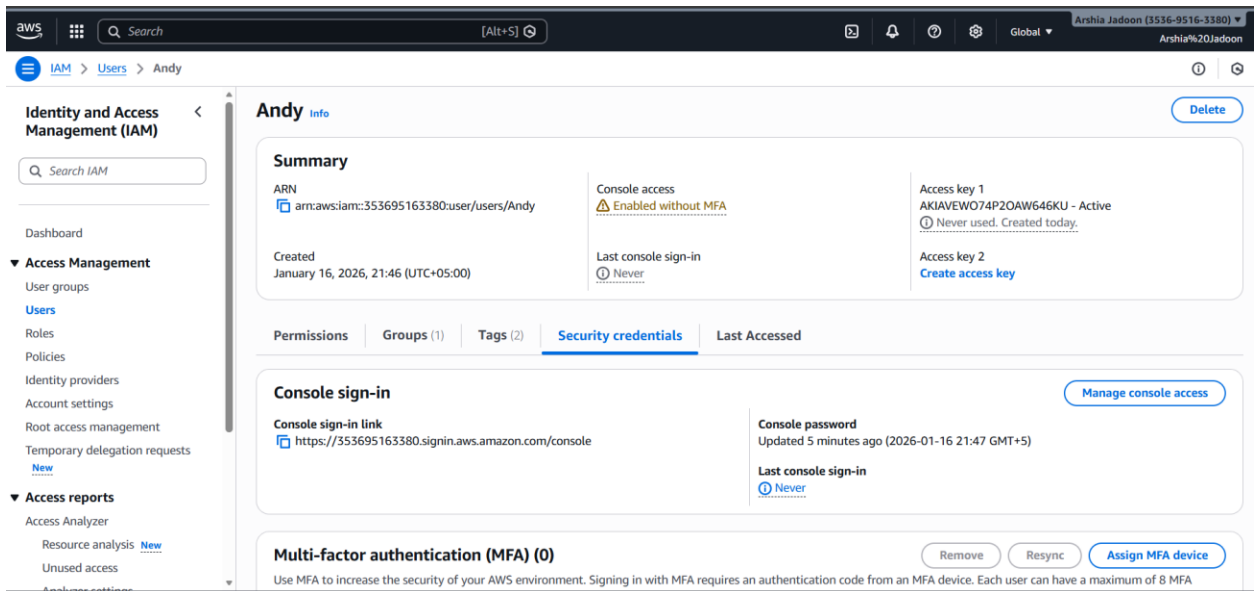 aws
Search
[Alt+S]
Global ▼
Arshia Jadoon (3536-9516-3380) ▼
Arshia%20Jadoon
IAM > Users > Andy
Identity and Access
Management (IAM)
Search IAM
Dashboard
▼ Access Management
User groups
Users
Roles
Policies
Identity providers
Account settings
Root access management
Temporary delegation requests
New
▼ Access reports
Access Analyzer
Resource analysis New
Unused access
Analyzer settings
Andy Info
Delete
Summary
ARN
arn:aws:iam::353695163380:user/users/Andy
Console access
Enabled without MFA
Access key 1
AKIAVEWO74P2OAW646KU - Active
Never used. Created today.
Created
January 16, 2026, 21:46 (UTC+05:00)
Last console sign-in
Never
Access key 2
Create access key
Permissions
Groups (1)
Tags (2)
Security credentials
Last Accessed
Console sign-in
Manage console access
Console sign-in link
https://353695163380.signin.aws.amazon.com/console
Console password
Updated 5 minutes ago (2026-01-16 21:47 GMT+5)
Last console sign-in
Never
Multi-factor authentication (MFA) (0)
Remove
Resync
Assign MFA device
Use MFA to increase the security of your AWS environment. Signing in with MFA requires an authentication code from an MFA device. Each user can have a maximum of 8 MFA